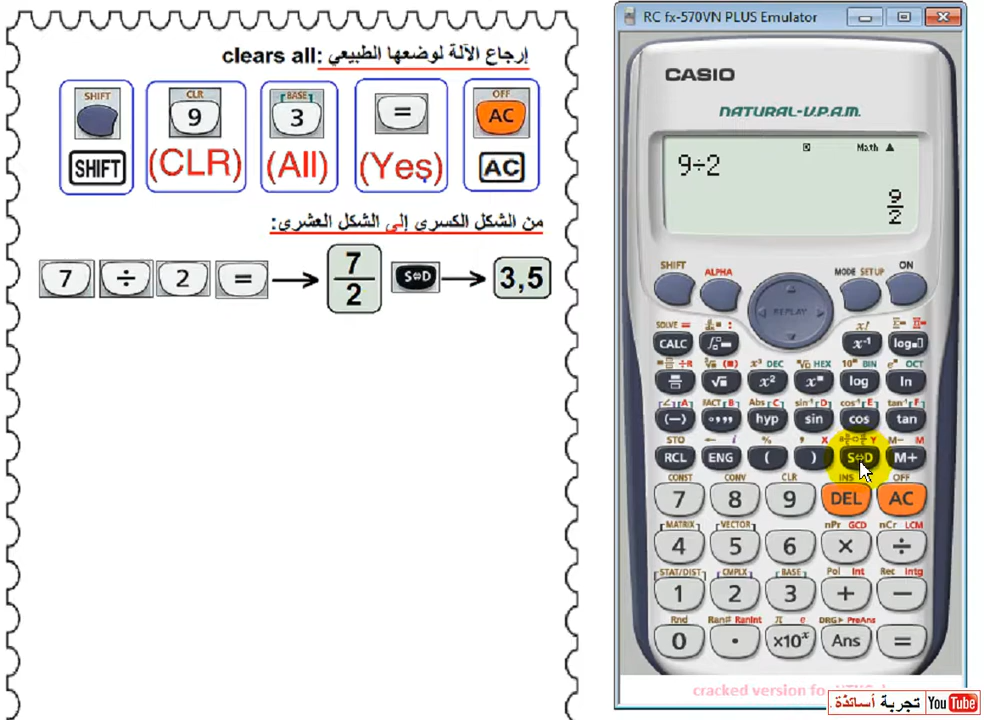 إرجاع الآلة لوضعها الطبيعي: clears all
SHIFT CLR [BASE] OFF
9 3 = AC
SHIFT (CLR) (All) (Yes) AC
من الشكل الكسري إلى الشكل العشري:
7 ÷ 2 = → 7/2 S⇔D → 3,5
RC fx-570VN PLUS Emulator
CASIO
NATURAL-V.P.A.M.
Math ▲
9÷2
9/2
SHIFT ALPHA MODE SETUP ON
REPLAY
SOLVE = : x! 
CALC x⁻¹ log
÷R x³ DEC HEX 10 BIN e OCT
x² log ln
(∠) [A] FACT [B] Abs [C] sin⁻¹ [D] cos⁻¹ [E] tan⁻¹ [F]
(−) hyp sin cos tan
STO ← i % , X Y M− M
RCL ENG ( ) S⇔D M+
CONST CONV CLR INS OFF
7 8 9 DEL AC
[MATRIX] [VECTOR] nPr GCD nCr LCM
4 5 6 × ÷
[STAT/DIST] [CMPLX] [BASE] Pol Int Rec Intg
1 2 3 + −
Rnd Ran# RanInt π e DRG▶ PreAns
0 . ×10ˣ Ans =
cracked version fo
تجربة أساتذة. YouTube